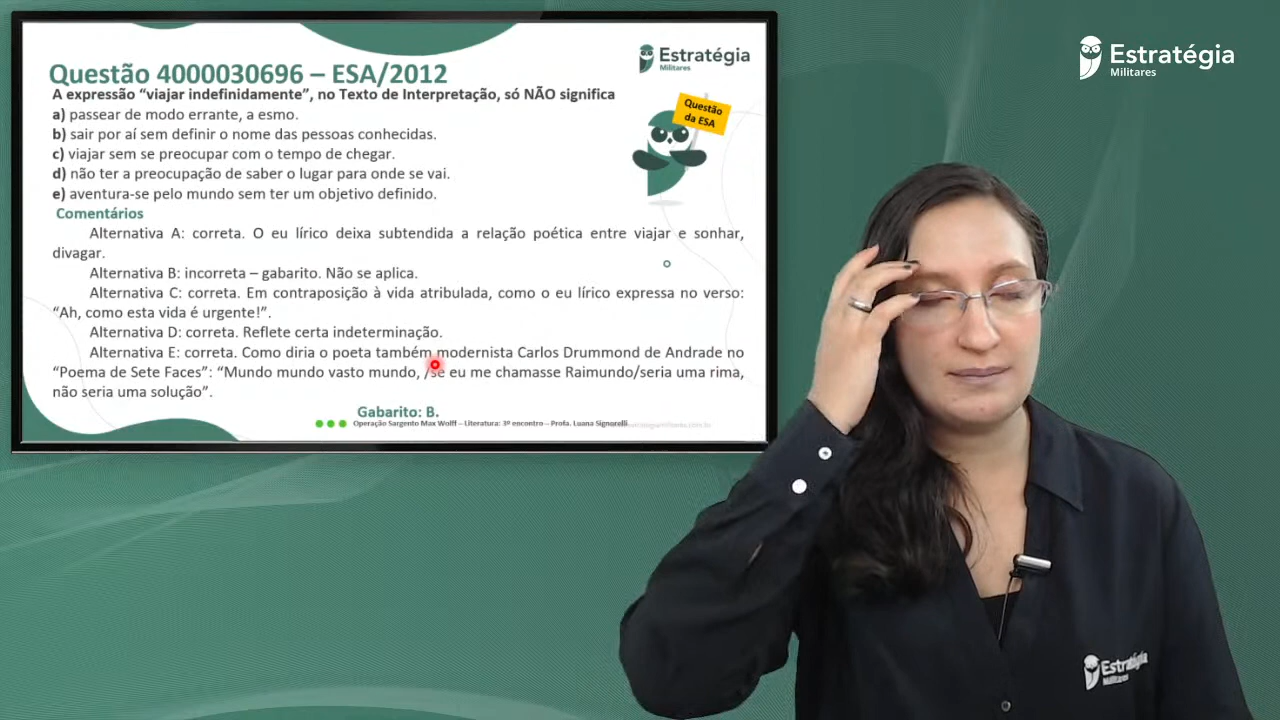 Questão 4000030696 – ESA/2012
A expressão “viajar indefinidamente”, no Texto de Interpretação, só NÃO significa
a) passear de modo errante, a esmo.
b) sair por aí sem definir o nome das pessoas conhecidas.
c) viajar sem se preocupar com o tempo de chegar.
d) não ter a preocupação de saber o lugar para onde se vai.
e) aventura-se pelo mundo sem ter um objetivo definido.
Comentários
Alternativa A: correta. O eu lírico deixa subtendida a relação poética entre viajar e sonhar,
divagar.
Alternativa B: incorreta – gabarito. Não se aplica.
Alternativa C: correta. Em contraposição à vida atribulada, como o eu lírico expressa no verso:
“Ah, como esta vida é urgente!”.
Alternativa D: correta. Reflete certa indeterminação.
Alternativa E: correta. Como diria o poeta também modernista Carlos Drummond de Andrade no
“Poema de Sete Faces”: “Mundo mundo vasto mundo, /se eu me chamasse Raimundo/seria uma rima,
não seria uma solução”.
Gabarito: B.
Operação Sargento Max Wolff – Literatura: 3º encontro – Profa. Luana Signorelli
Estratégia
Militares
Questão
da ESA
Estratégia
Militares
Estratégia
Militares